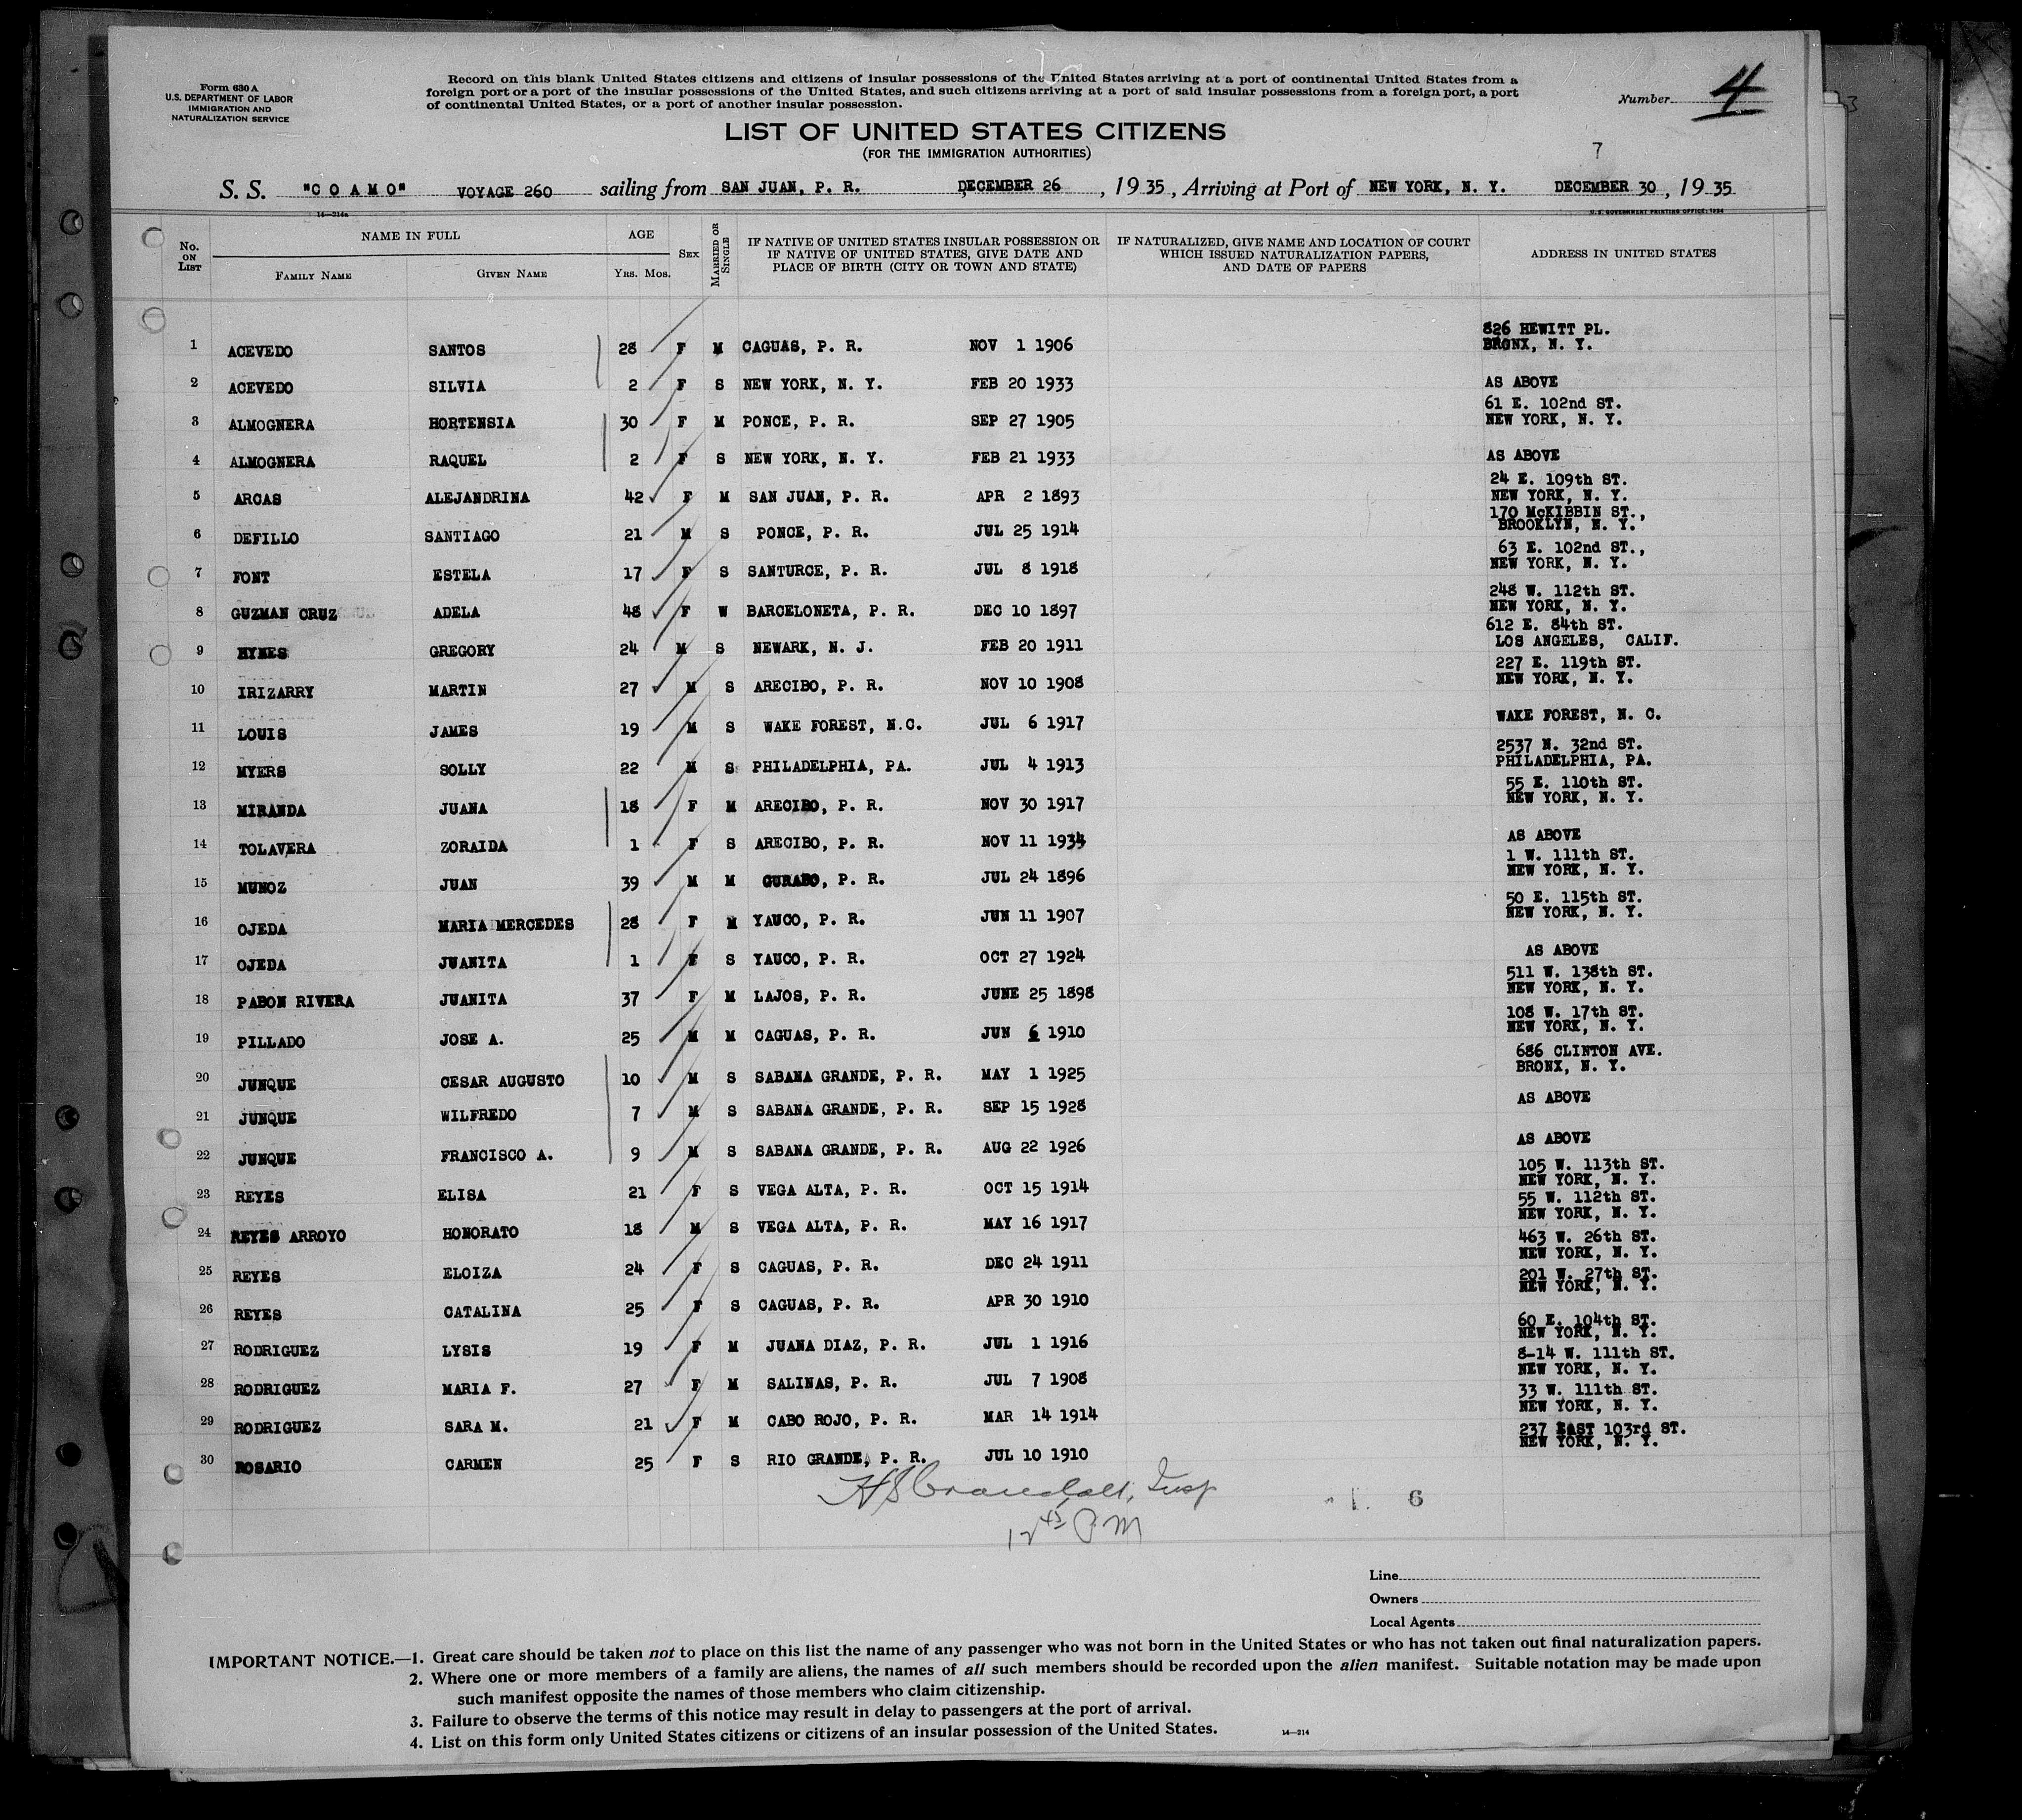 Form 630 A
U.S. DEPARTMENT OF LABOR
IMMIGRATION AND
NATURALIZATION SERVICE
Record on this blank United States citizens and citizens of insular possessions of the United States arriving at a port of continental United States from a
foreign port or a port of the insular possessions of the United States, and such citizens arriving at a port of said insular possessions from a foreign port, a port
of continental United States, or a port of another insular possession.
Number 4
LIST OF UNITED STATES CITIZENS
(FOR THE IMMIGRATION AUTHORITIES)
7
S. S. "COAMO" VOYAGE 260 sailing from SAN JUAN, P. R. DECEMBER 26, 1935, Arriving at Port of NEW YORK, N. Y. DECEMBER 30, 1935
14—214a U.S. GOVERNMENT PRINTING OFFICE: 1934
No. ON LIST NAME IN FULL FAMILY NAME GIVEN NAME AGE YRS. MOS. SEX MARRIED OR SINGLE IF NATIVE OF UNITED STATES INSULAR POSSESSION OR IF NATIVE OF UNITED STATES, GIVE DATE AND PLACE OF BIRTH (CITY OR TOWN AND STATE) IF NATURALIZED, GIVE NAME AND LOCATION OF COURT WHICH ISSUED NATURALIZATION PAPERS, AND DATE OF PAPERS ADDRESS IN UNITED STATES
1 ACEVEDO SANTOS 28 F M CAGUAS, P. R. NOV 1 1906 826 HEWITT PL. BRONX, N. Y.
2 ACEVEDO SILVIA 2 F S NEW YORK, N. Y. FEB 20 1933 AS ABOVE
3 ALMOGNERA HORTENSIA 30 F M PONCE, P. R. SEP 27 1905 61 E. 102nd ST. NEW YORK, N. Y.
4 ALMOGNERA RAQUEL 2 F S NEW YORK, N. Y. FEB 21 1933 AS ABOVE
5 ARCAS ALEJANDRINA 42 F M SAN JUAN, P. R. APR 2 1893 24 E. 109th ST. NEW YORK, N. Y.
6 DEFILLO SANTIAGO 21 M S PONCE, P. R. JUL 25 1914 170 McKIBBIN ST., BROOKLYN, N. Y.
7 FONT ESTELA 17 F S SANTURCE, P. R. JUL 8 1918 63 E. 102nd ST., NEW YORK, N. Y.
8 GUZMAN CRUZ ADELA 48 F W BARCELONETA, P. R. DEC 10 1897 248 W. 112th ST. NEW YORK, N. Y.
9 HYNES GREGORY 24 M S NEWARK, N. J. FEB 20 1911 612 E. 84th ST. LOS ANGELES, CALIF.
10 IRIZARRY MARTIN 27 M S ARECIBO, P. R. NOV 10 1908 227 E. 119th ST. NEW YORK, N. Y.
11 LOUIS JAMES 19 M S WAKE FOREST, N.C. JUL 6 1917 WAKE FOREST, N. C.
12 MYERS SOLLY 22 M S PHILADELPHIA, PA. JUL 4 1913 2537 N. 32nd ST. PHILADELPHIA, PA.
13 MIRANDA JUANA 18 F M ARECIBO, P. R. NOV 30 1917 55 E. 110th ST. NEW YORK, N. Y.
14 TOLAVERA ZORAIDA 1 F S ARECIBO, P. R. NOV 11 1934 AS ABOVE
15 MUNOZ JUAN 39 M M GURABO, P. R. JUL 24 1896 1 W. 111th ST. NEW YORK, N. Y.
16 OJEDA MARIA MERCEDES 28 F M YAUCO, P. R. JUN 11 1907 50 E. 115th ST. NEW YORK, N. Y.
17 OJEDA JUANITA 1 F S YAUCO, P. R. OCT 27 1924 AS ABOVE
18 PABON RIVERA JUANITA 37 F M LAJOS, P. R. JUNE 25 1898 511 W. 138th ST. NEW YORK, N. Y.
19 PILLADO JOSE A. 25 M M CAGUAS, P. R. JUN 6 1910 108 W. 17th ST. NEW YORK, N. Y.
20 JUNQUE CESAR AUGUSTO 10 M S SABANA GRANDE, P. R. MAY 1 1925 686 CLINTON AVE. BRONX, N. Y.
21 JUNQUE WILFREDO 7 M S SABANA GRANDE, P. R. SEP 15 1928 AS ABOVE
22 JUNQUE FRANCISCO A. 9 M S SABANA GRANDE, P. R. AUG 22 1926 AS ABOVE
23 REYES ELISA 21 F S VEGA ALTA, P. R. OCT 15 1914 105 W. 113th ST. NEW YORK, N. Y.
24 REYES ARROYO HONORATO 18 M S VEGA ALTA, P. R. MAY 16 1917 55 W. 112th ST. NEW YORK, N. Y.
25 REYES ELOIZA 24 F S CAGUAS, P. R. DEC 24 1911 463 W. 26th ST. NEW YORK, N. Y.
26 REYES CATALINA 25 F S CAGUAS, P. R. APR 30 1910 201 W. 27th ST. NEW YORK, N. Y.
27 RODRIGUEZ LYSIS 19 F M JUANA DIAZ, P. R. JUL 1 1916 60 E. 104th ST. NEW YORK, N. Y.
28 RODRIGUEZ MARIA F. 27 F M SALINAS, P. R. JUL 7 1908 8-14 W. 111th ST. NEW YORK, N. Y.
29 RODRIGUEZ SARA M. 21 F M CABO ROJO, P. R. MAR 14 1914 33 W. 111th ST. NEW YORK, N. Y.
30 ROSARIO CARMEN 25 F S RIO GRANDE, P. R. JUL 10 1910 237 EAST 103rd ST. NEW YORK, N. Y.
HS Crandall, Insp
12 45 PM
6
Line
Owners
Local Agents
IMPORTANT NOTICE.—1. Great care should be taken not to place on this list the name of any passenger who was not born in the United States or who has not taken out final naturalization papers.
2. Where one or more members of a family are aliens, the names of all such members should be recorded upon the alien manifest. Suitable notation may be made upon
such manifest opposite the names of those members who claim citizenship.
3. Failure to observe the terms of this notice may result in delay to passengers at the port of arrival.
4. List on this form only United States citizens or citizens of an insular possession of the United States. 14—214